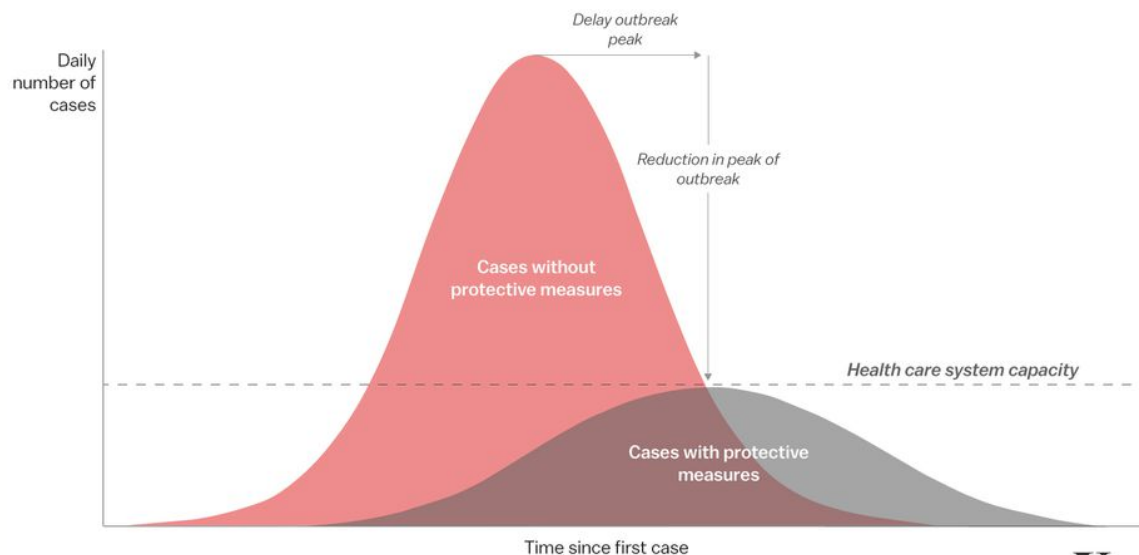 Delay outbreak
peak
Daily
number of
cases
Reduction in peak of
outbreak
Cases without
protective measures
Health care system capacity
Cases with protective
measures
Time since first case